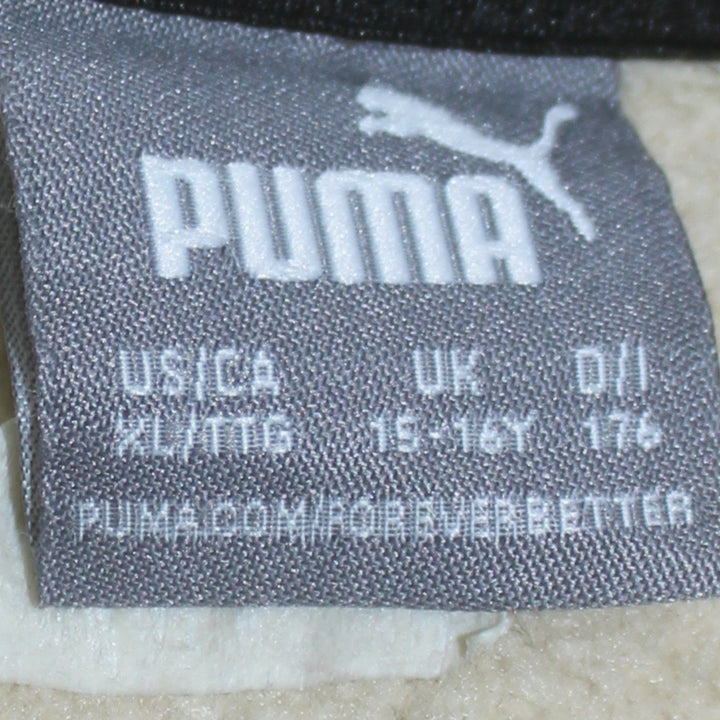 PUMA
US/CA UK D/I
XL/TTG 15-16Y 176
PUMA.COM/FOREVERBETTER